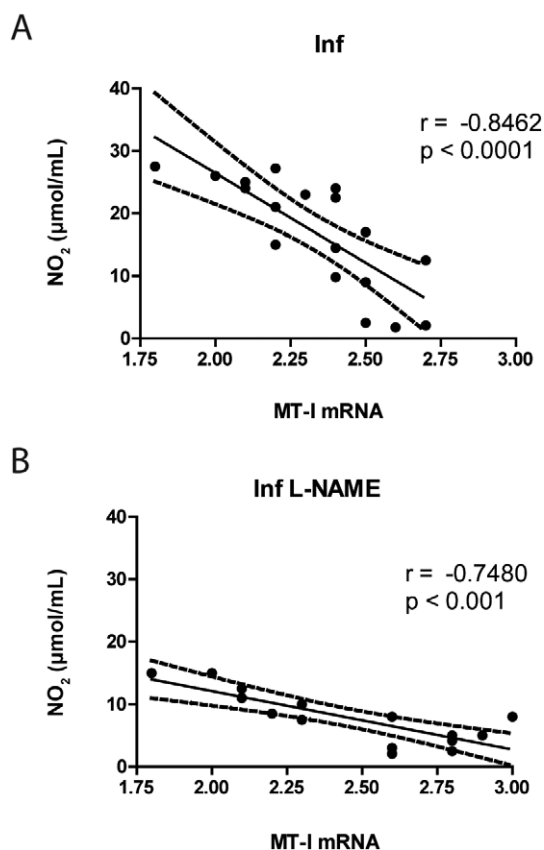 A
Inf
40
30
20
10
0
NO₂ (µmol/mL)
r = -0.8462
p < 0.0001
1.75 2.00 2.25 2.50 2.75 3.00
MT-I mRNA
B
Inf L-NAME
40
30
20
10
0
NO₂ (µmol/mL)
r = -0.7480
p < 0.001
1.75 2.00 2.25 2.50 2.75 3.00
MT-I mRNA